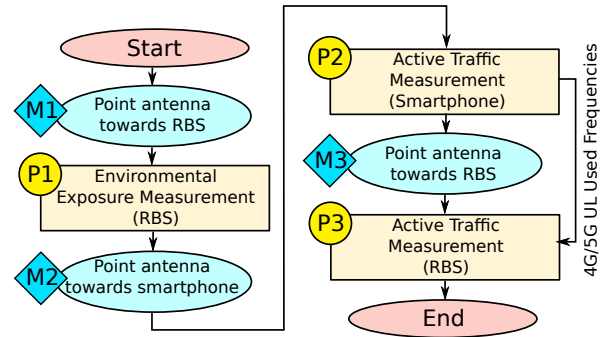 Start
M1
Point antenna
towards RBS
P1
Environmental
Exposure Measurement
(RBS)
M2
Point antenna
towards smartphone
P2
Active Traffic
Measurement
(Smartphone)
M3
Point antenna
towards RBS
P3
Active Traffic
Measurement
(RBS)
End
4G/5G UL Used Frequencies